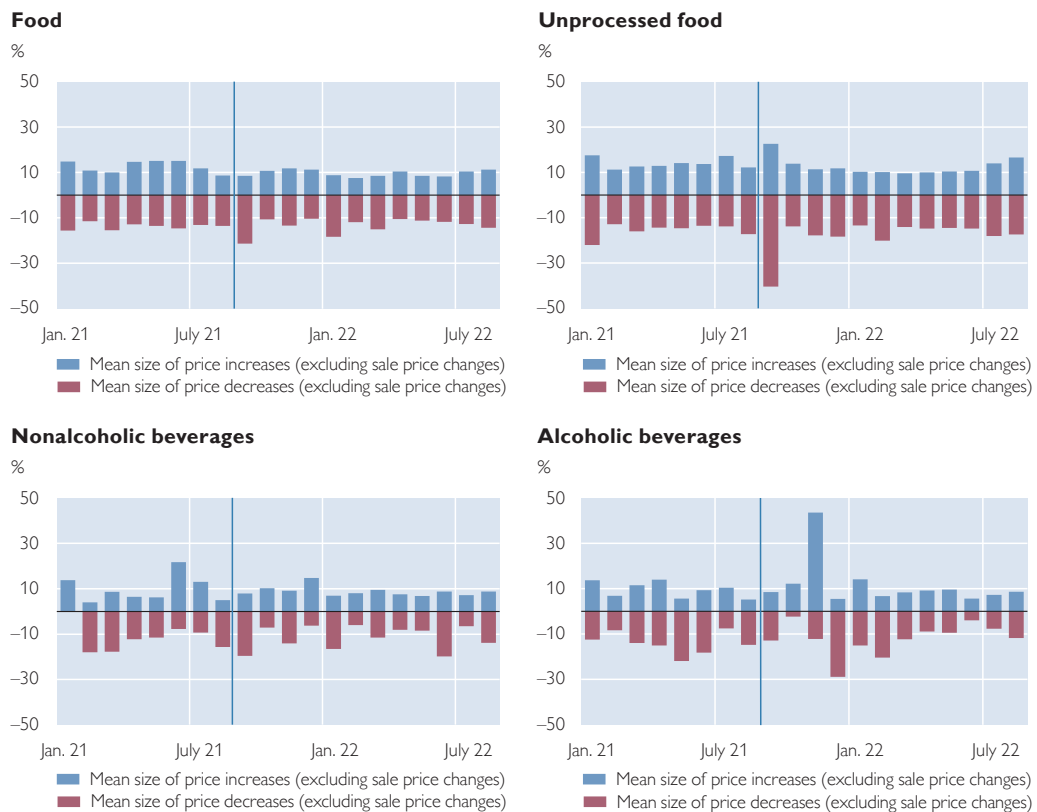 Food
%
50
30
10
–10
–30
–50
Jan. 21 July 21 Jan. 22 July 22
Mean size of price increases (excluding sale price changes)
Mean size of price decreases (excluding sale price changes)
Unprocessed food
%
50
30
10
–10
–30
–50
Jan. 21 July 21 Jan. 22 July 22
Mean size of price increases (excluding sale price changes)
Mean size of price decreases (excluding sale price changes)
Nonalcoholic beverages
%
50
30
10
–10
–30
–50
Jan. 21 July 21 Jan. 22 July 22
Mean size of price increases (excluding sale price changes)
Mean size of price decreases (excluding sale price changes)
Alcoholic beverages
%
50
30
10
–10
–30
–50
Jan. 21 July 21 Jan. 22 July 22
Mean size of price increases (excluding sale price changes)
Mean size of price decreases (excluding sale price changes)